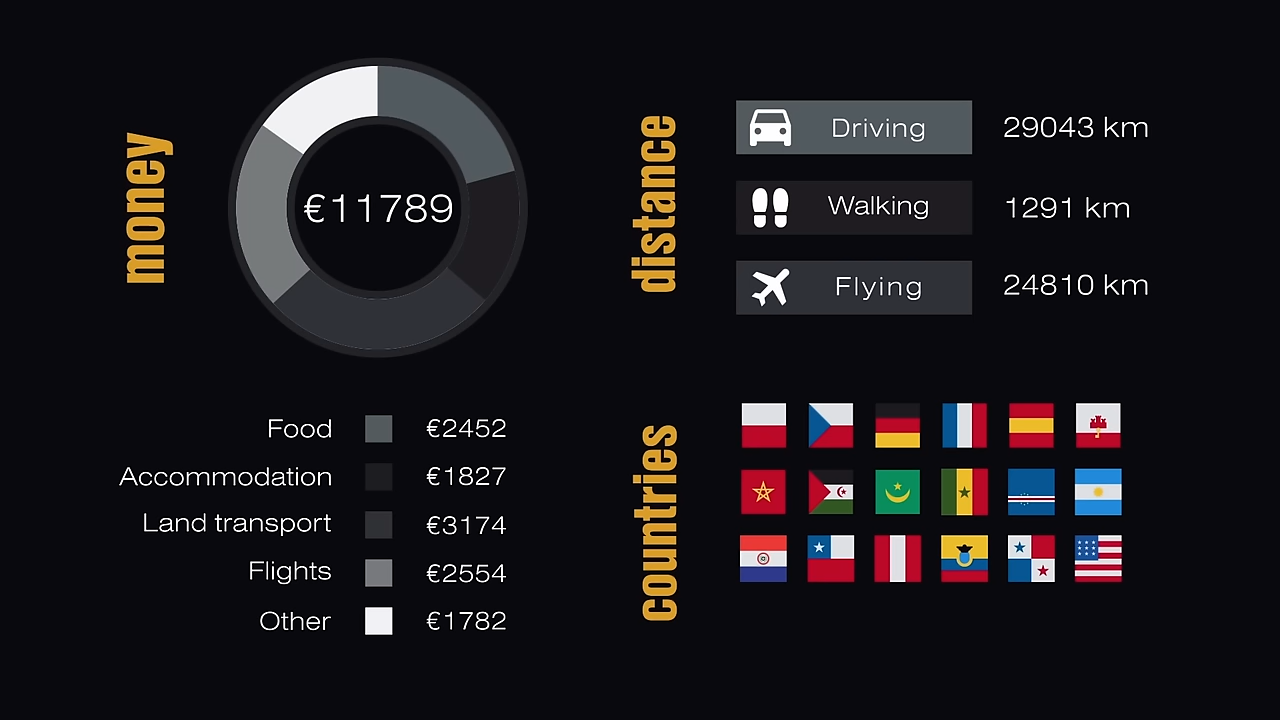 money
€11789
Food €2452
Accommodation €1827
Land transport €3174
Flights €2554
Other €1782
distance
Driving 29043 km
Walking 1291 km
Flying 24810 km
countries